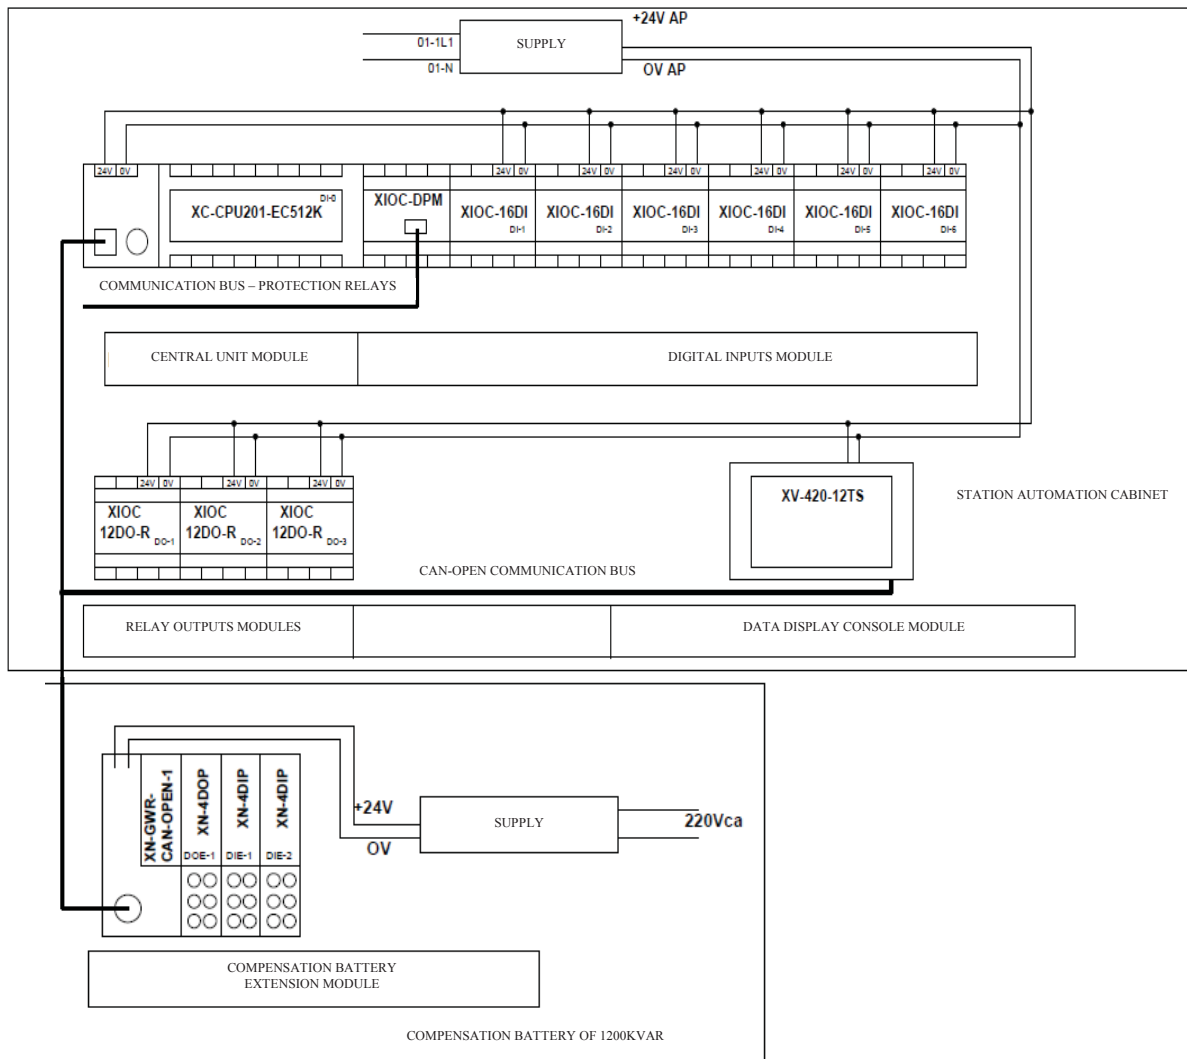 +24V AP
01-1L1
SUPPLY
01-N
OV AP
24V 0V
24V 0V
24V 0V
24V 0V
24V 0V
24V 0V
24V 0V
DI-0
XC-CPU201-EC512K
XIOC-DPM
XIOC-16DI
DI-1
XIOC-16DI
DI-2
XIOC-16DI
DI-3
XIOC-16DI
DI-4
XIOC-16DI
DI-5
XIOC-16DI
DI-6
COMMUNICATION BUS – PROTECTION RELAYS
CENTRAL UNIT MODULE
DIGITAL INPUTS MODULE
24V 0V
24V 0V
24V 0V
XIOC
12DO-R
DO-1
XIOC
12DO-R
DO-2
XIOC
12DO-R
DO-3
XV-420-12TS
STATION AUTOMATION CABINET
CAN-OPEN COMMUNICATION BUS
RELAY OUTPUTS MODULES
DATA DISPLAY CONSOLE MODULE
XN-GWR-
CAN-OPEN-1
XN-4DOP
DOE-1
XN-4DIP
DIE-1
XN-4DIP
DIE-2
+24V
OV
SUPPLY
220Vca
COMPENSATION BATTERY
EXTENSION MODULE
COMPENSATION BATTERY OF 1200KVAR